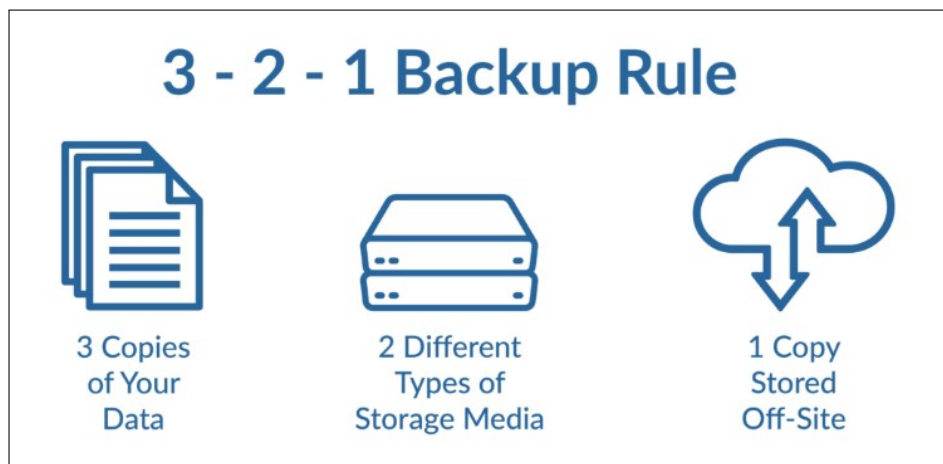 3 - 2 - 1 Backup Rule
3 Copies
of Your
Data
2 Different
Types of
Storage Media
1 Copy
Stored
Off-Site